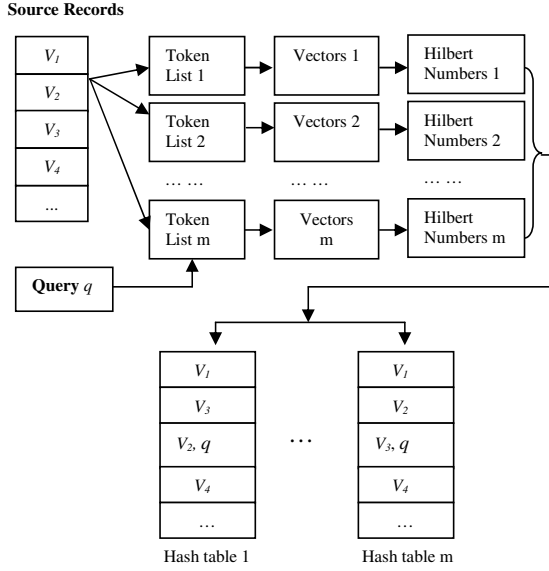 Source Records
V1
V2
V3
V4
...
Token
List 1
Vectors 1
Hilbert
Numbers 1
Token
List 2
Vectors 2
Hilbert
Numbers 2
... ...
... ...
... ...
Token
List m
Vectors
m
Hilbert
Numbers m
Query q
V1
V3
V2, q
V4
...
Hash table 1
...
V1
V2
V3, q
V4
...
Hash table m